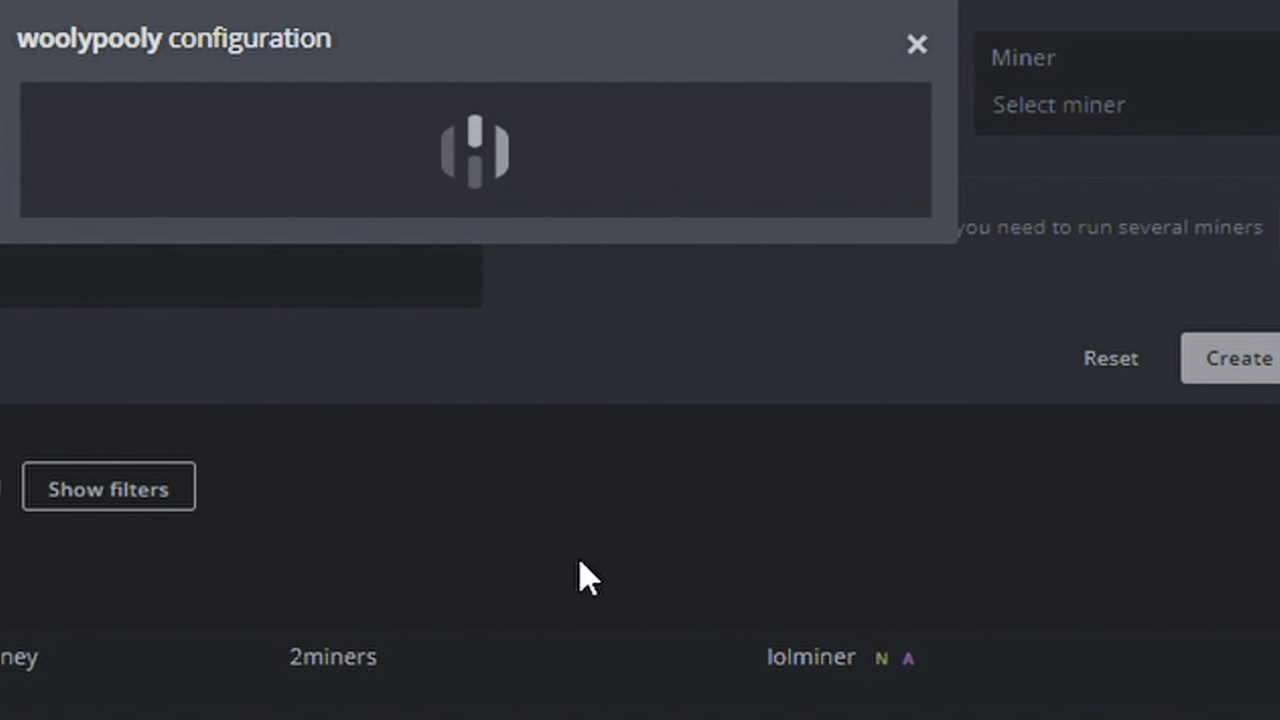 woolypooly configuration
Miner
Select miner
you need to run several miners
Reset
Create
Show filters
ney
2miners
lolminer N A